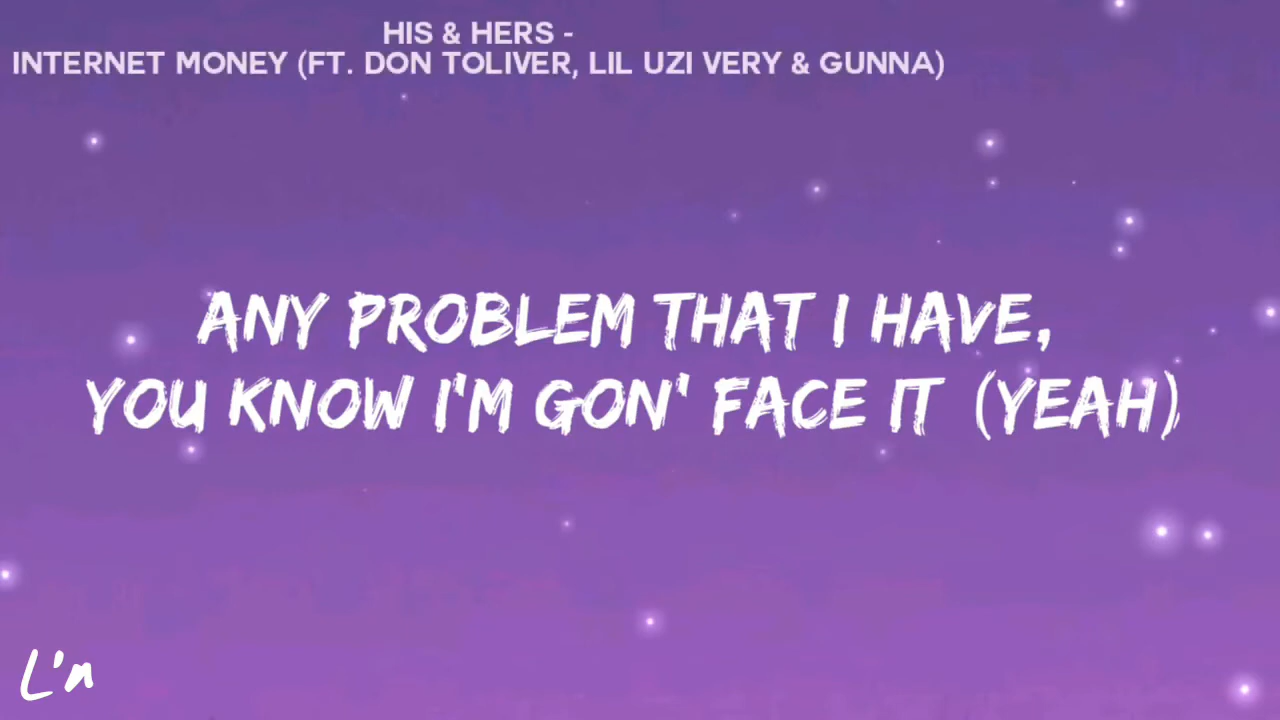 HIS & HERS -
INTERNET MONEY (FT. DON TOLIVER, LIL UZI VERY & GUNNA)
ANY PROBLEM THAT I HAVE,
YOU KNOW I'M GON' FACE IT (YEAH)
L'n